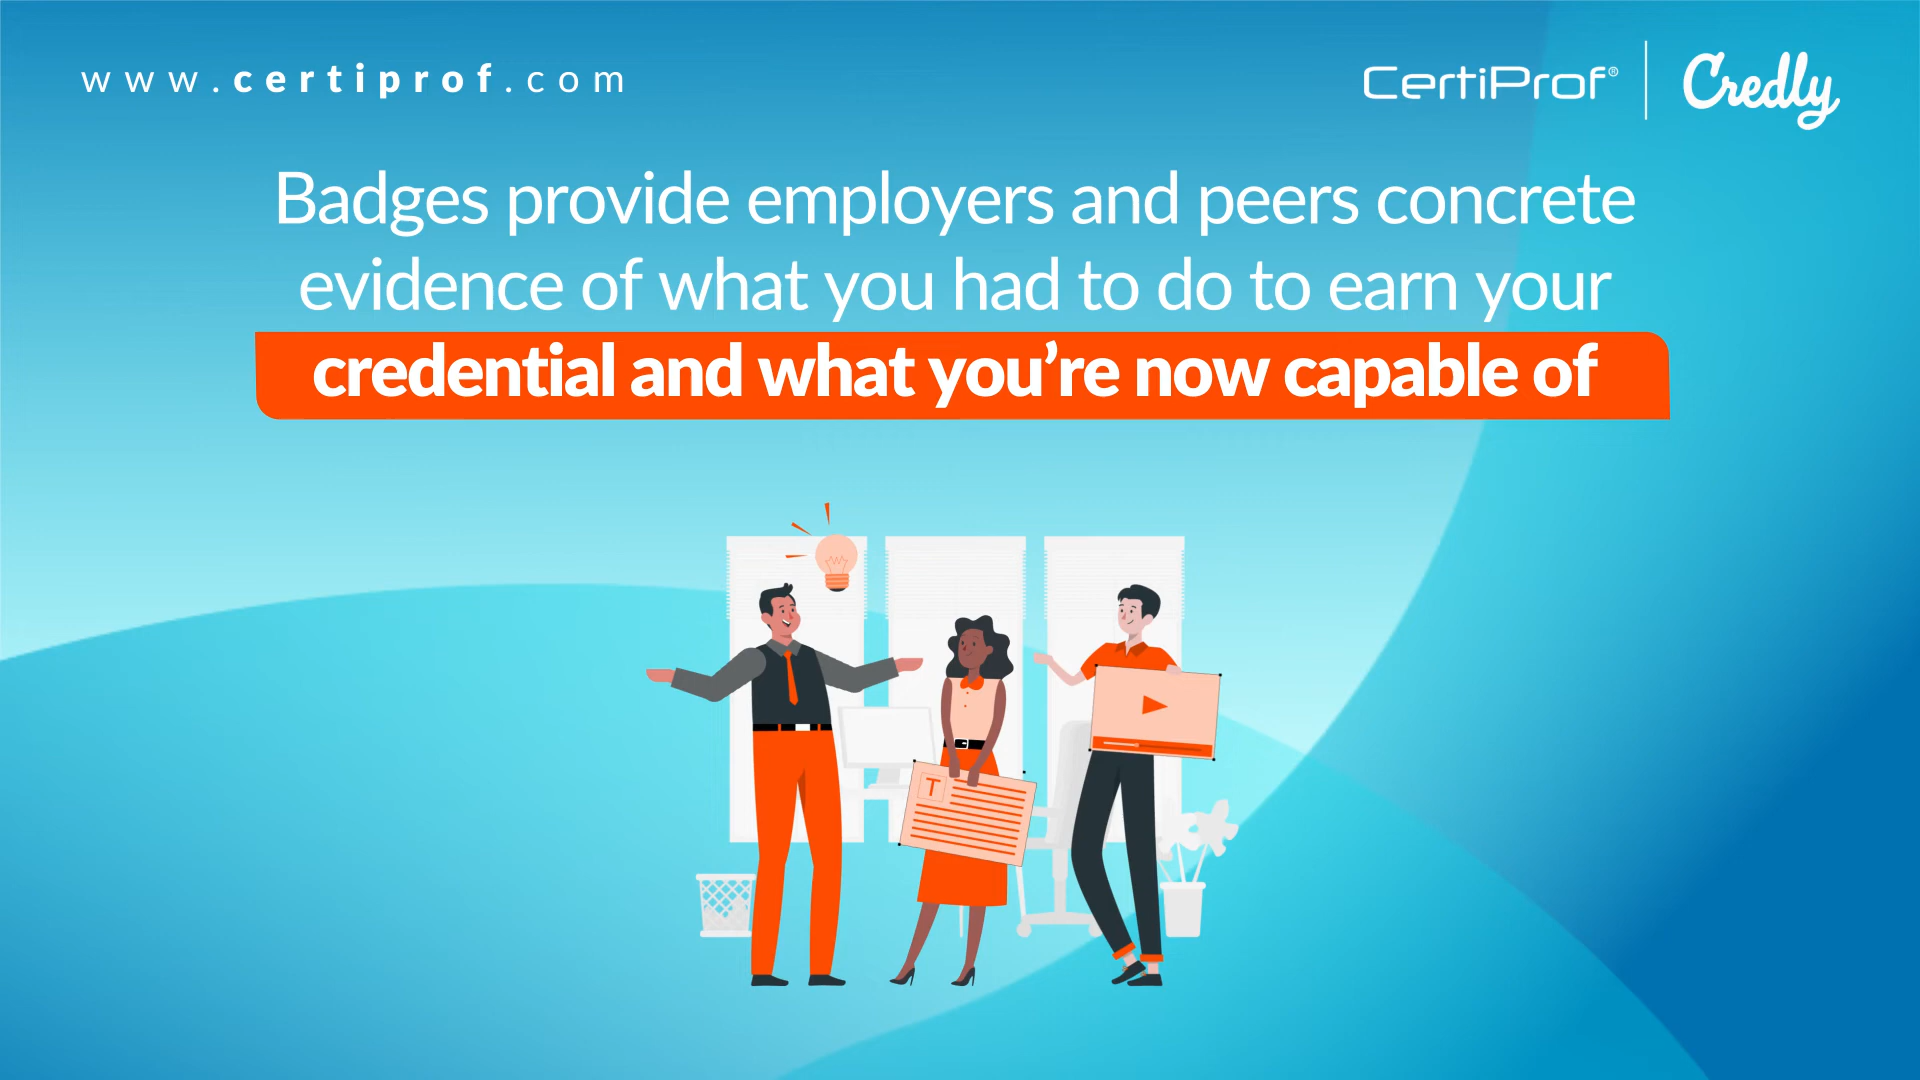 www.certiprof.com
CertiProf®
Credly
Badges provide employers and peers concrete
evidence of what you had to do to earn your
credential and what you’re now capable of
T